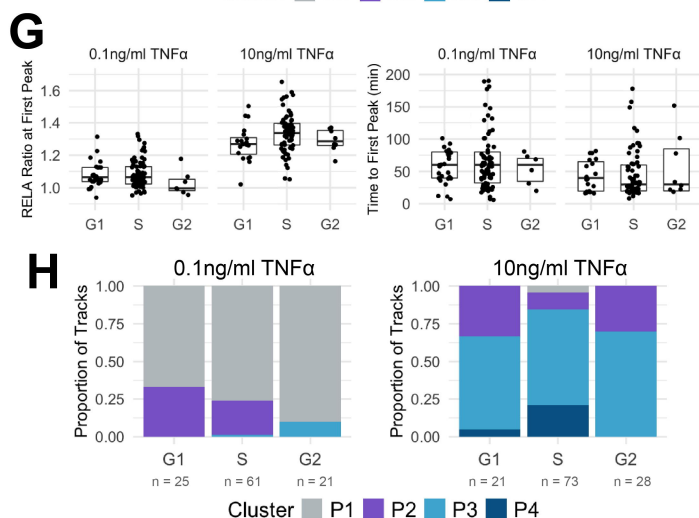 G
0.1ng/ml TNFα
10ng/ml TNFα
0.1ng/ml TNFα
10ng/ml TNFα
RELA Ratio at First Peak
1.6
1.4
1.2
1.0
G1 S G2
G1 S G2
Time to First Peak (min)
200
150
100
50
0
G1 S G2
G1 S G2
H
0.1ng/ml TNFα
10ng/ml TNFα
Proportion of Tracks
1.00
0.75
0.50
0.25
0.00
G1 S G2
n = 25 n = 61 n = 21
Proportion of Tracks
1.00
0.75
0.50
0.25
0.00
G1 S G2
n = 21 n = 73 n = 28
Cluster P1 P2 P3 P4